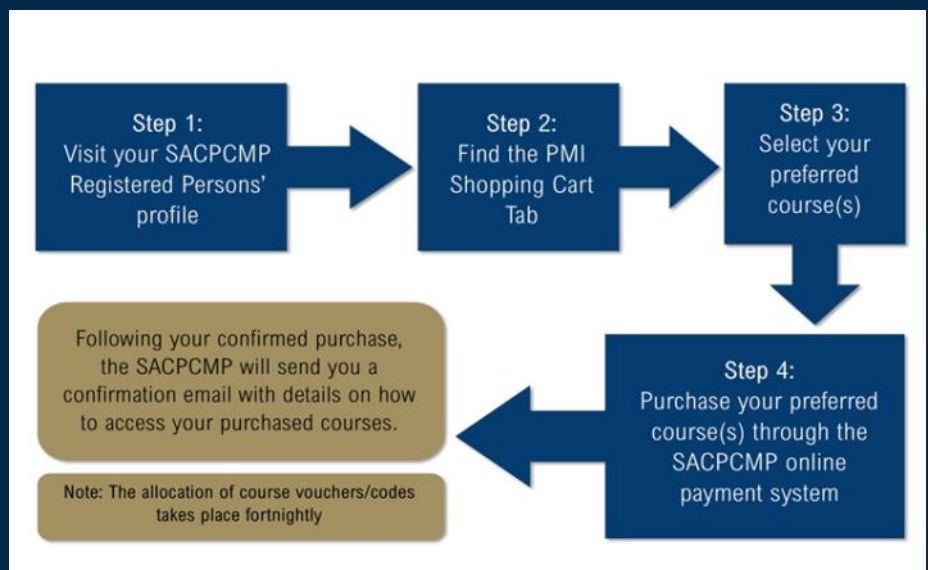 Step 1:
Visit your SACPCMP
Registered Persons'
profile
Step 2:
Find the PMI
Shopping Cart
Tab
Step 3:
Select your
preferred
course(s)
Step 4:
Purchase your preferred
course(s) through the
SACPCMP online
payment system
Following your confirmed purchase,
the SACPCMP will send you a
confirmation email with details on how
to access your purchased courses.
Note: The allocation of course vouchers/codes
takes place fortnightly